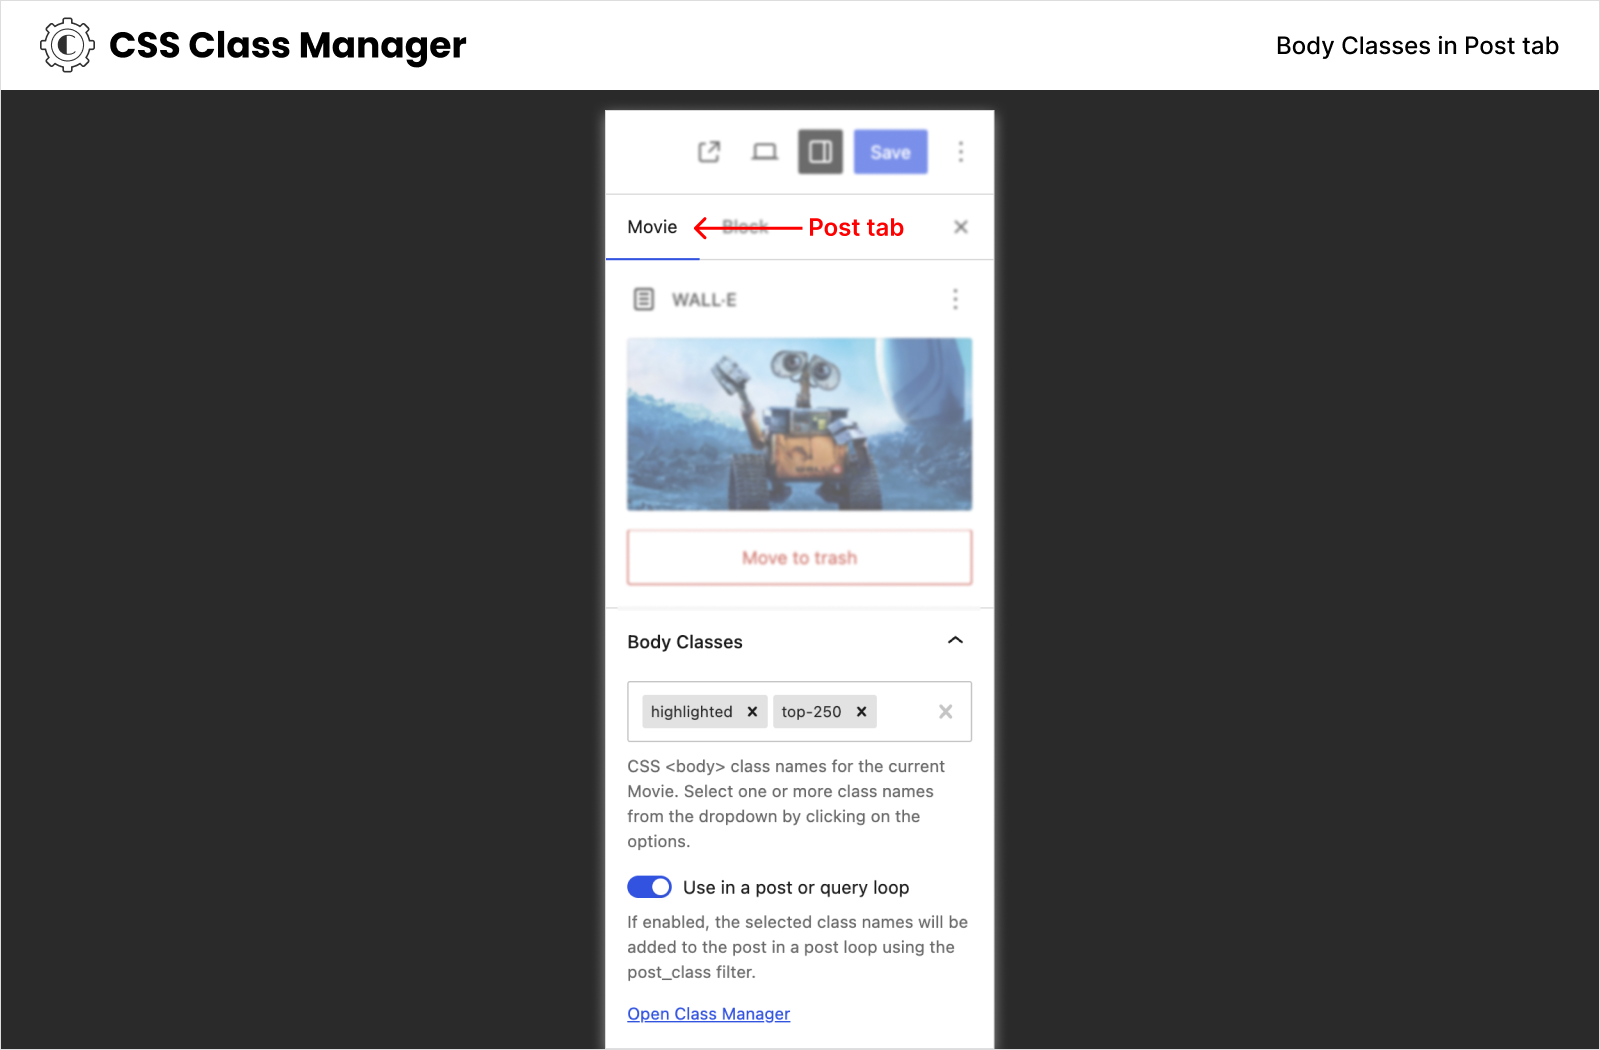 CSS Class Manager
Body Classes in Post tab
Save
Movie
Block
Post tab
WALL·E
Move to trash
Body Classes
highlighted
top-250
CSS <body> class names for the current
Movie. Select one or more class names
from the dropdown by clicking on the
options.
Use in a post or query loop
If enabled, the selected class names will be
added to the post in a post loop using the
post_class filter.
Open Class Manager